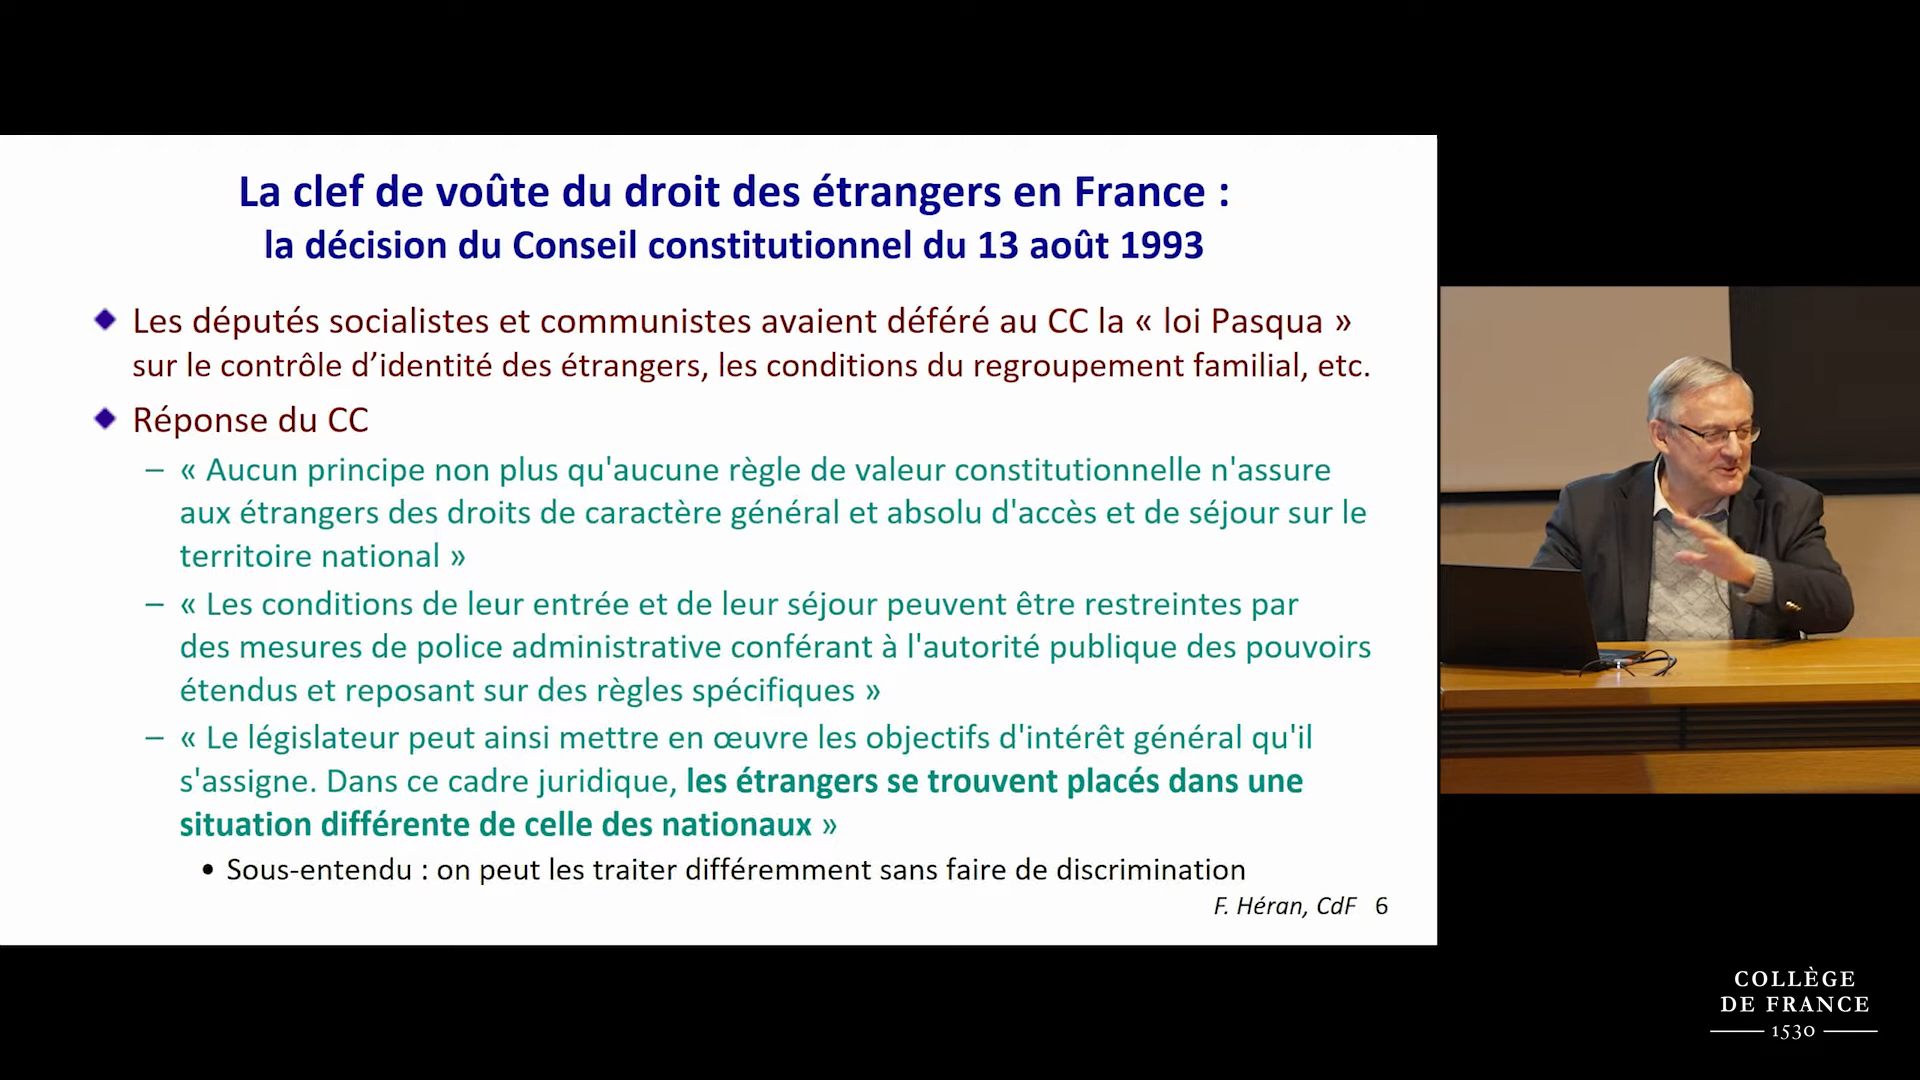 La clef de voûte du droit des étrangers en France :
la décision du Conseil constitutionnel du 13 août 1993
Les députés socialistes et communistes avaient déféré au CC la « loi Pasqua »
sur le contrôle d’identité des étrangers, les conditions du regroupement familial, etc.
Réponse du CC
– « Aucun principe non plus qu'aucune règle de valeur constitutionnelle n'assure
aux étrangers des droits de caractère général et absolu d'accès et de séjour sur le
territoire national »
– « Les conditions de leur entrée et de leur séjour peuvent être restreintes par
des mesures de police administrative conférant à l'autorité publique des pouvoirs
étendus et reposant sur des règles spécifiques »
– « Le législateur peut ainsi mettre en œuvre les objectifs d'intérêt général qu'il
s'assigne. Dans ce cadre juridique, les étrangers se trouvent placés dans une
situation différente de celle des nationaux »
• Sous-entendu : on peut les traiter différemment sans faire de discrimination
F. Héran, CdF 6
COLLÈGE
DE FRANCE
1530